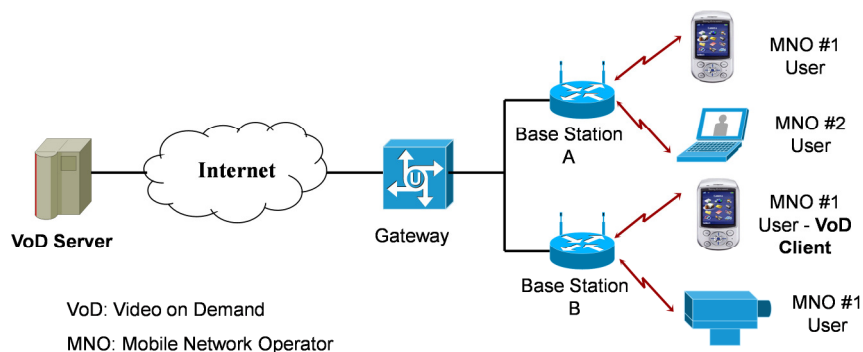 VoD Server
Internet
Gateway
U
Base Station
A
Base Station
B
MNO #1
User
MNO #2
User
MNO #1
User - VoD
Client
MNO #1
User
VoD: Video on Demand
MNO: Mobile Network Operator